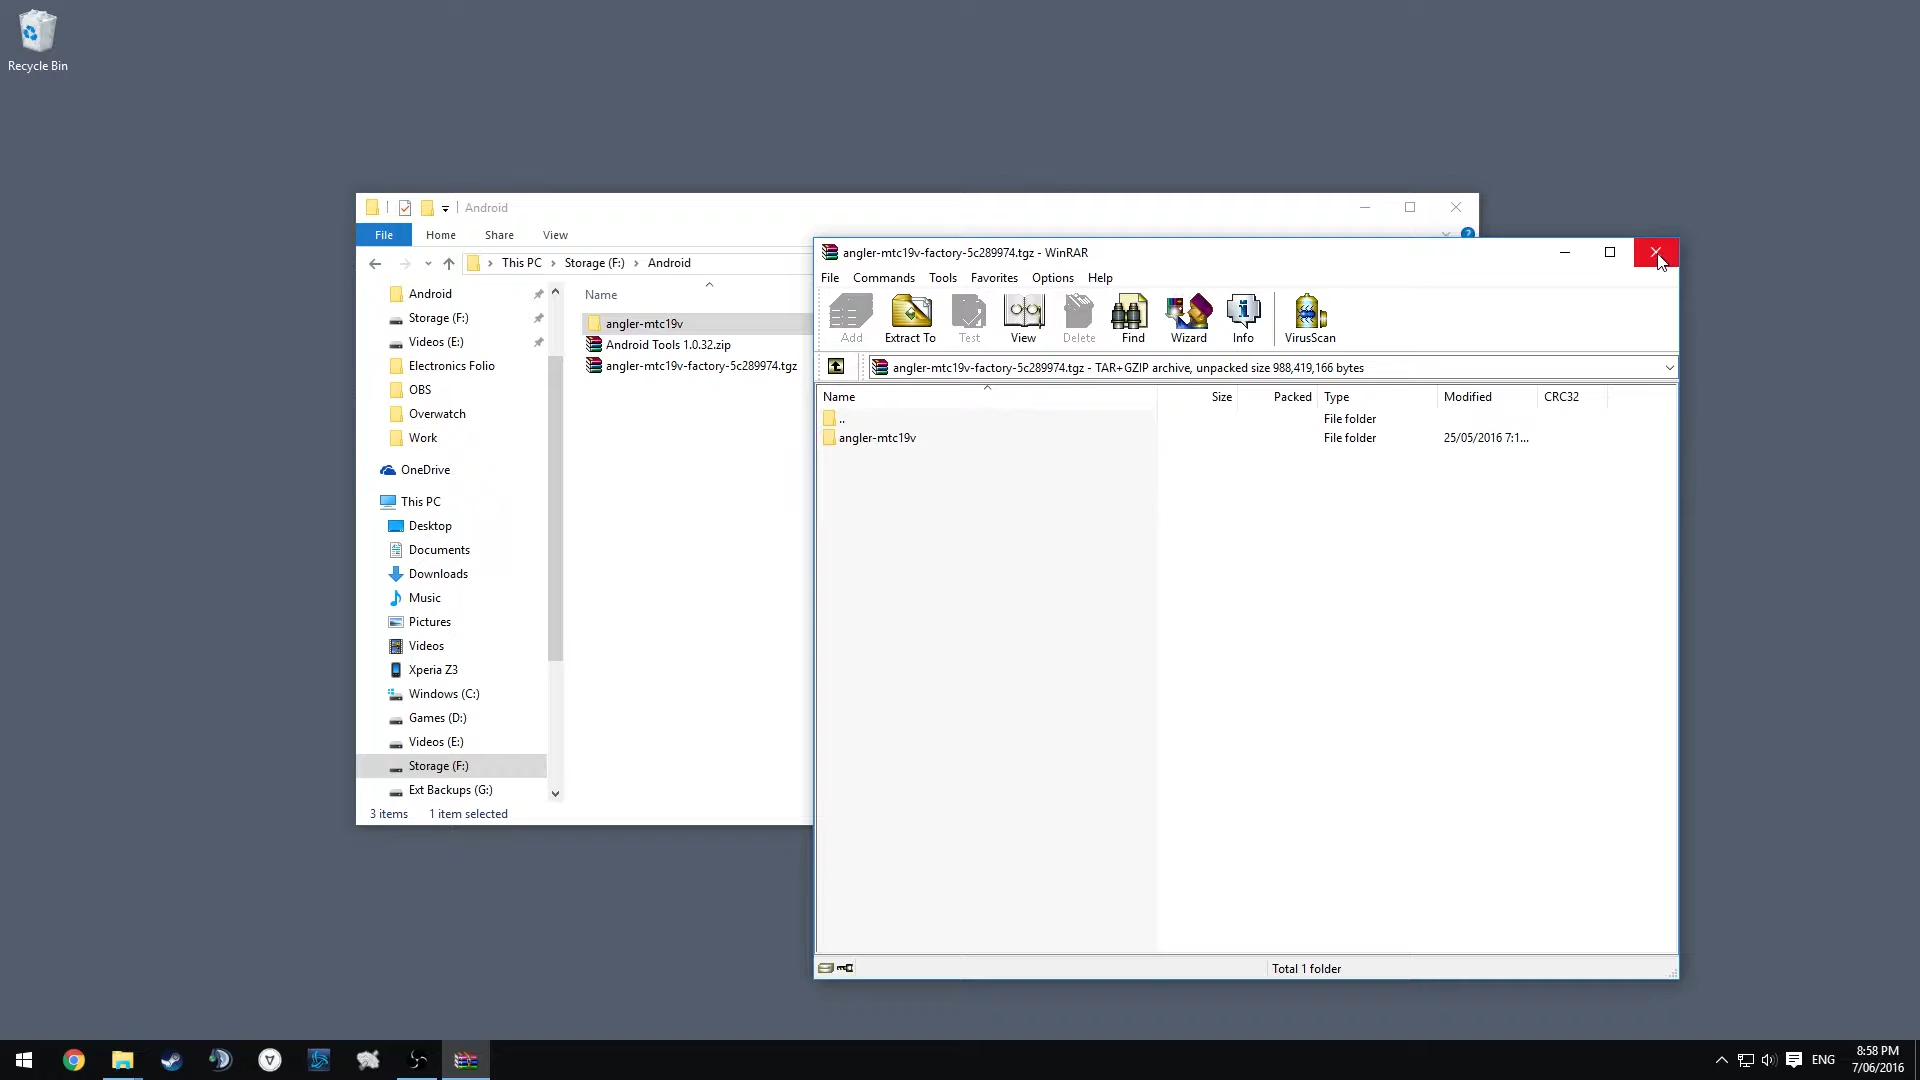 Recycle Bin
Android
File Home Share View
This PC Storage (F:) Android
Android
Storage (F:)
Videos (E:)
Electronics Folio
OBS
Overwatch
Work
OneDrive
This PC
Desktop
Documents
Downloads
Music
Pictures
Videos
Xperia Z3
Windows (C:)
Games (D:)
Videos (E:)
Storage (F:)
Ext Backups (G:)
Name
angler-mtc19v
Android Tools 1.0.32.zip
angler-mtc19v-factory-5c289974.tgz
3 items 1 item selected
angler-mtc19v-factory-5c289974.tgz - WinRAR
File Commands Tools Favorites Options Help
Add Extract To Test View Delete Find Wizard Info VirusScan
angler-mtc19v-factory-5c289974.tgz - TAR+GZIP archive, unpacked size 988,419,166 bytes
Name Size Packed Type Modified CRC32
.. File folder
angler-mtc19v File folder 25/05/2016 7:1...
Total 1 folder
ENG
8:58 PM
7/06/2016